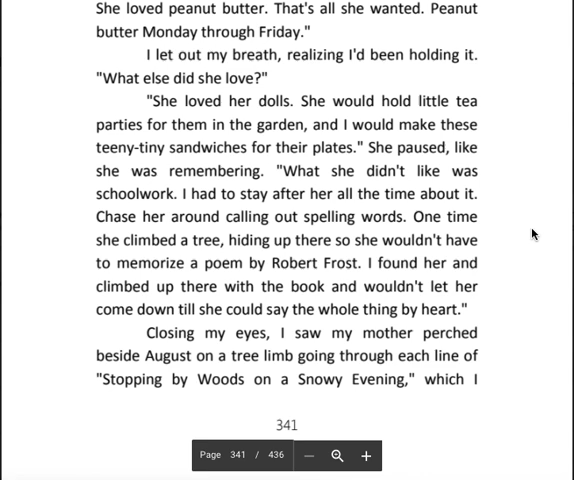 She loved peanut butter. That's all she wanted. Peanut
butter Monday through Friday."
I let out my breath, realizing I'd been holding it.
"What else did she love?"
"She loved her dolls. She would hold little tea
parties for them in the garden, and I would make these
teeny-tiny sandwiches for their plates." She paused, like
she was remembering. "What she didn't like was
schoolwork. I had to stay after her all the time about it.
Chase her around calling out spelling words. One time
she climbed a tree, hiding up there so she wouldn't have
to memorize a poem by Robert Frost. I found her and
climbed up there with the book and wouldn't let her
come down till she could say the whole thing by heart."
Closing my eyes, I saw my mother perched
beside August on a tree limb going through each line of
"Stopping by Woods on a Snowy Evening," which I
341
Page 341 / 436